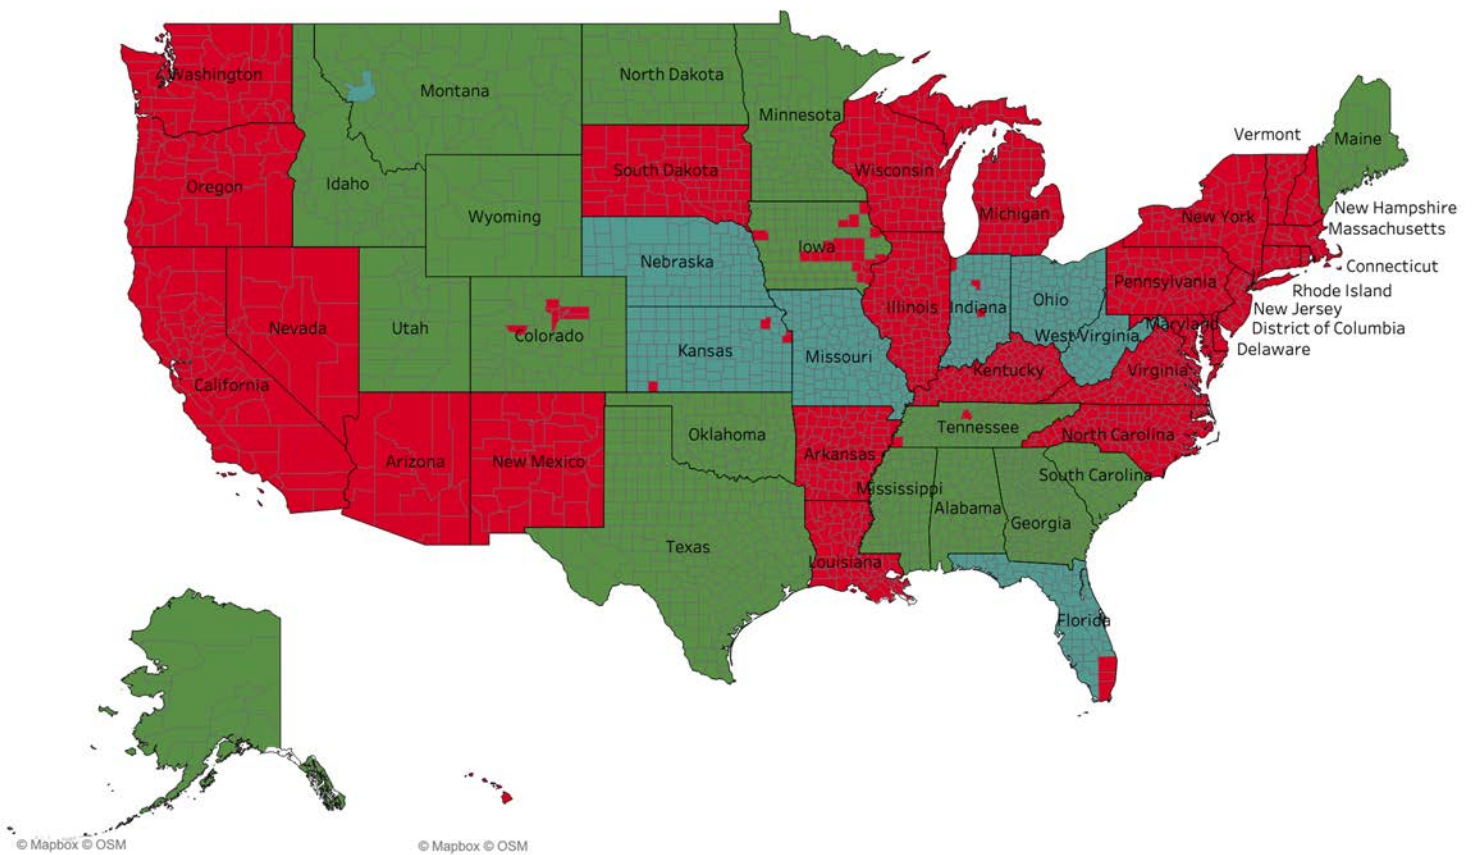 Washington
Montana
North Dakota
Minnesota
Vermont
Maine
Oregon
Idaho
South Dakota
Wisconsin
Wyoming
Michigan
New York
New Hampshire
Massachusetts
Iowa
Nebraska
Connecticut
Rhode Island
Pennsylvania
New Jersey
Nevada
Utah
Colorado
Illinois
Indiana
Ohio
West Virginia
Maryland
District of Columbia
Delaware
Kansas
Missouri
Kentucky
Virginia
California
Arizona
New Mexico
Oklahoma
Arkansas
Tennessee
North Carolina
South Carolina
Mississippi
Alabama
Georgia
Texas
Louisiana
Florida
© Mapbox © OSM
© Mapbox © OSM